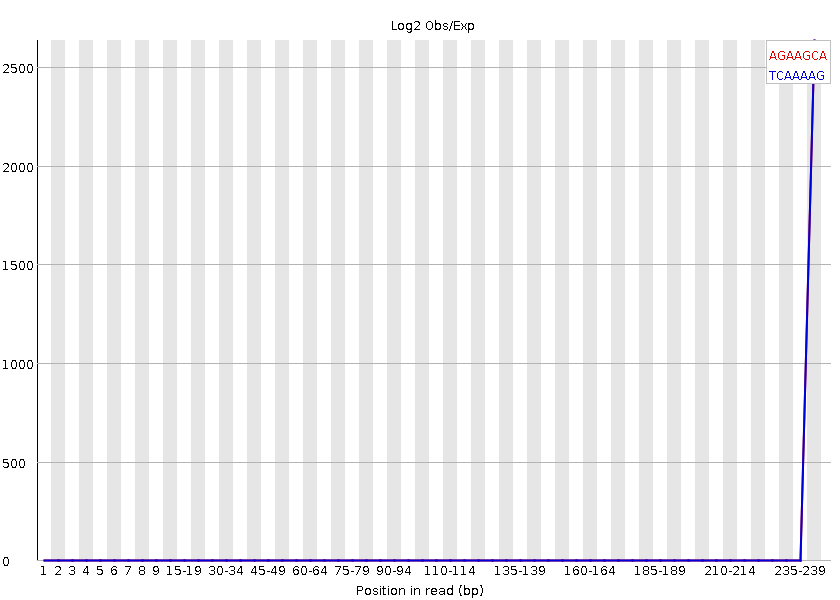 Log2 Obs/Exp
AGAAGCA
TCAAAAG
2500
2000
1500
1000
500
0
1 2 3 4 5 6 7 8 9 15-19 30-34 45-49 60-64 75-79 90-94 110-114 135-139 160-164 185-189 210-214 235-239
Position in read (bp)